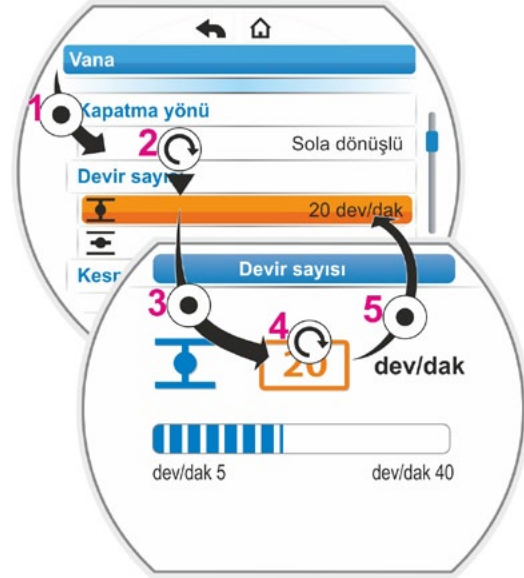 Vana
1
Kapatma yönü
2
Sola dönüşlü
Devir
20 dev/dak
Devir sayısı
3
4
5
20
dev/dak
dev/dak 5
dev/dak 40